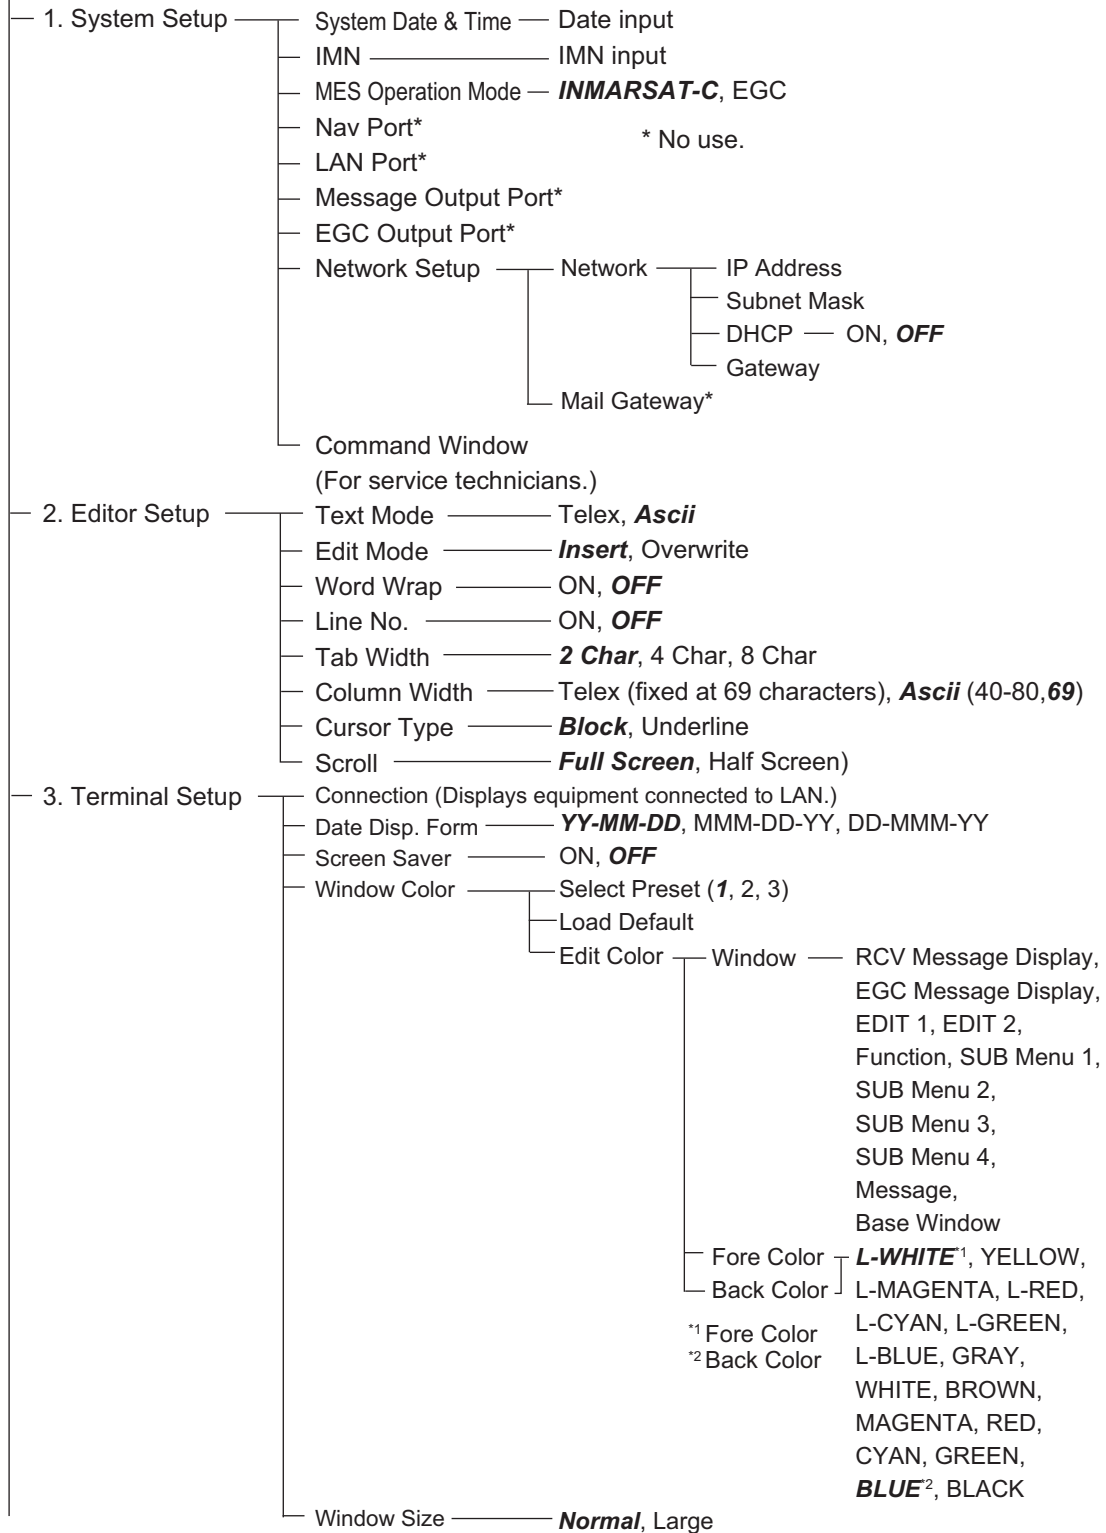 1. System Setup System Date & Time Date input
IMN IMN input
MES Operation Mode INMARSAT-C, EGC
Nav Port* * No use.
LAN Port*
Message Output Port*
EGC Output Port*
Network Setup Network IP Address
Subnet Mask
DHCP ON, OFF
Gateway
Mail Gateway*
Command Window
(For service technicians.)
2. Editor Setup Text Mode Telex, Ascii
Edit Mode Insert, Overwrite
Word Wrap ON, OFF
Line No. ON, OFF
Tab Width 2 Char, 4 Char, 8 Char
Column Width Telex (fixed at 69 characters), Ascii (40-80,69)
Cursor Type Block, Underline
Scroll Full Screen, Half Screen)
3. Terminal Setup Connection (Displays equipment connected to LAN.)
Date Disp. Form YY-MM-DD, MMM-DD-YY, DD-MMM-YY
Screen Saver ON, OFF
Window Color Select Preset (1, 2, 3)
Load Default
Edit Color Window RCV Message Display,
EGC Message Display,
EDIT 1, EDIT 2,
Function, SUB Menu 1,
SUB Menu 2,
SUB Menu 3,
SUB Menu 4,
Message,
Base Window
Fore Color L-WHITE*1, YELLOW,
Back Color L-MAGENTA, L-RED,
*1 Fore Color L-CYAN, L-GREEN,
*2 Back Color L-BLUE, GRAY,
WHITE, BROWN,
MAGENTA, RED,
CYAN, GREEN,
BLUE*2, BLACK
Window Size Normal, Large